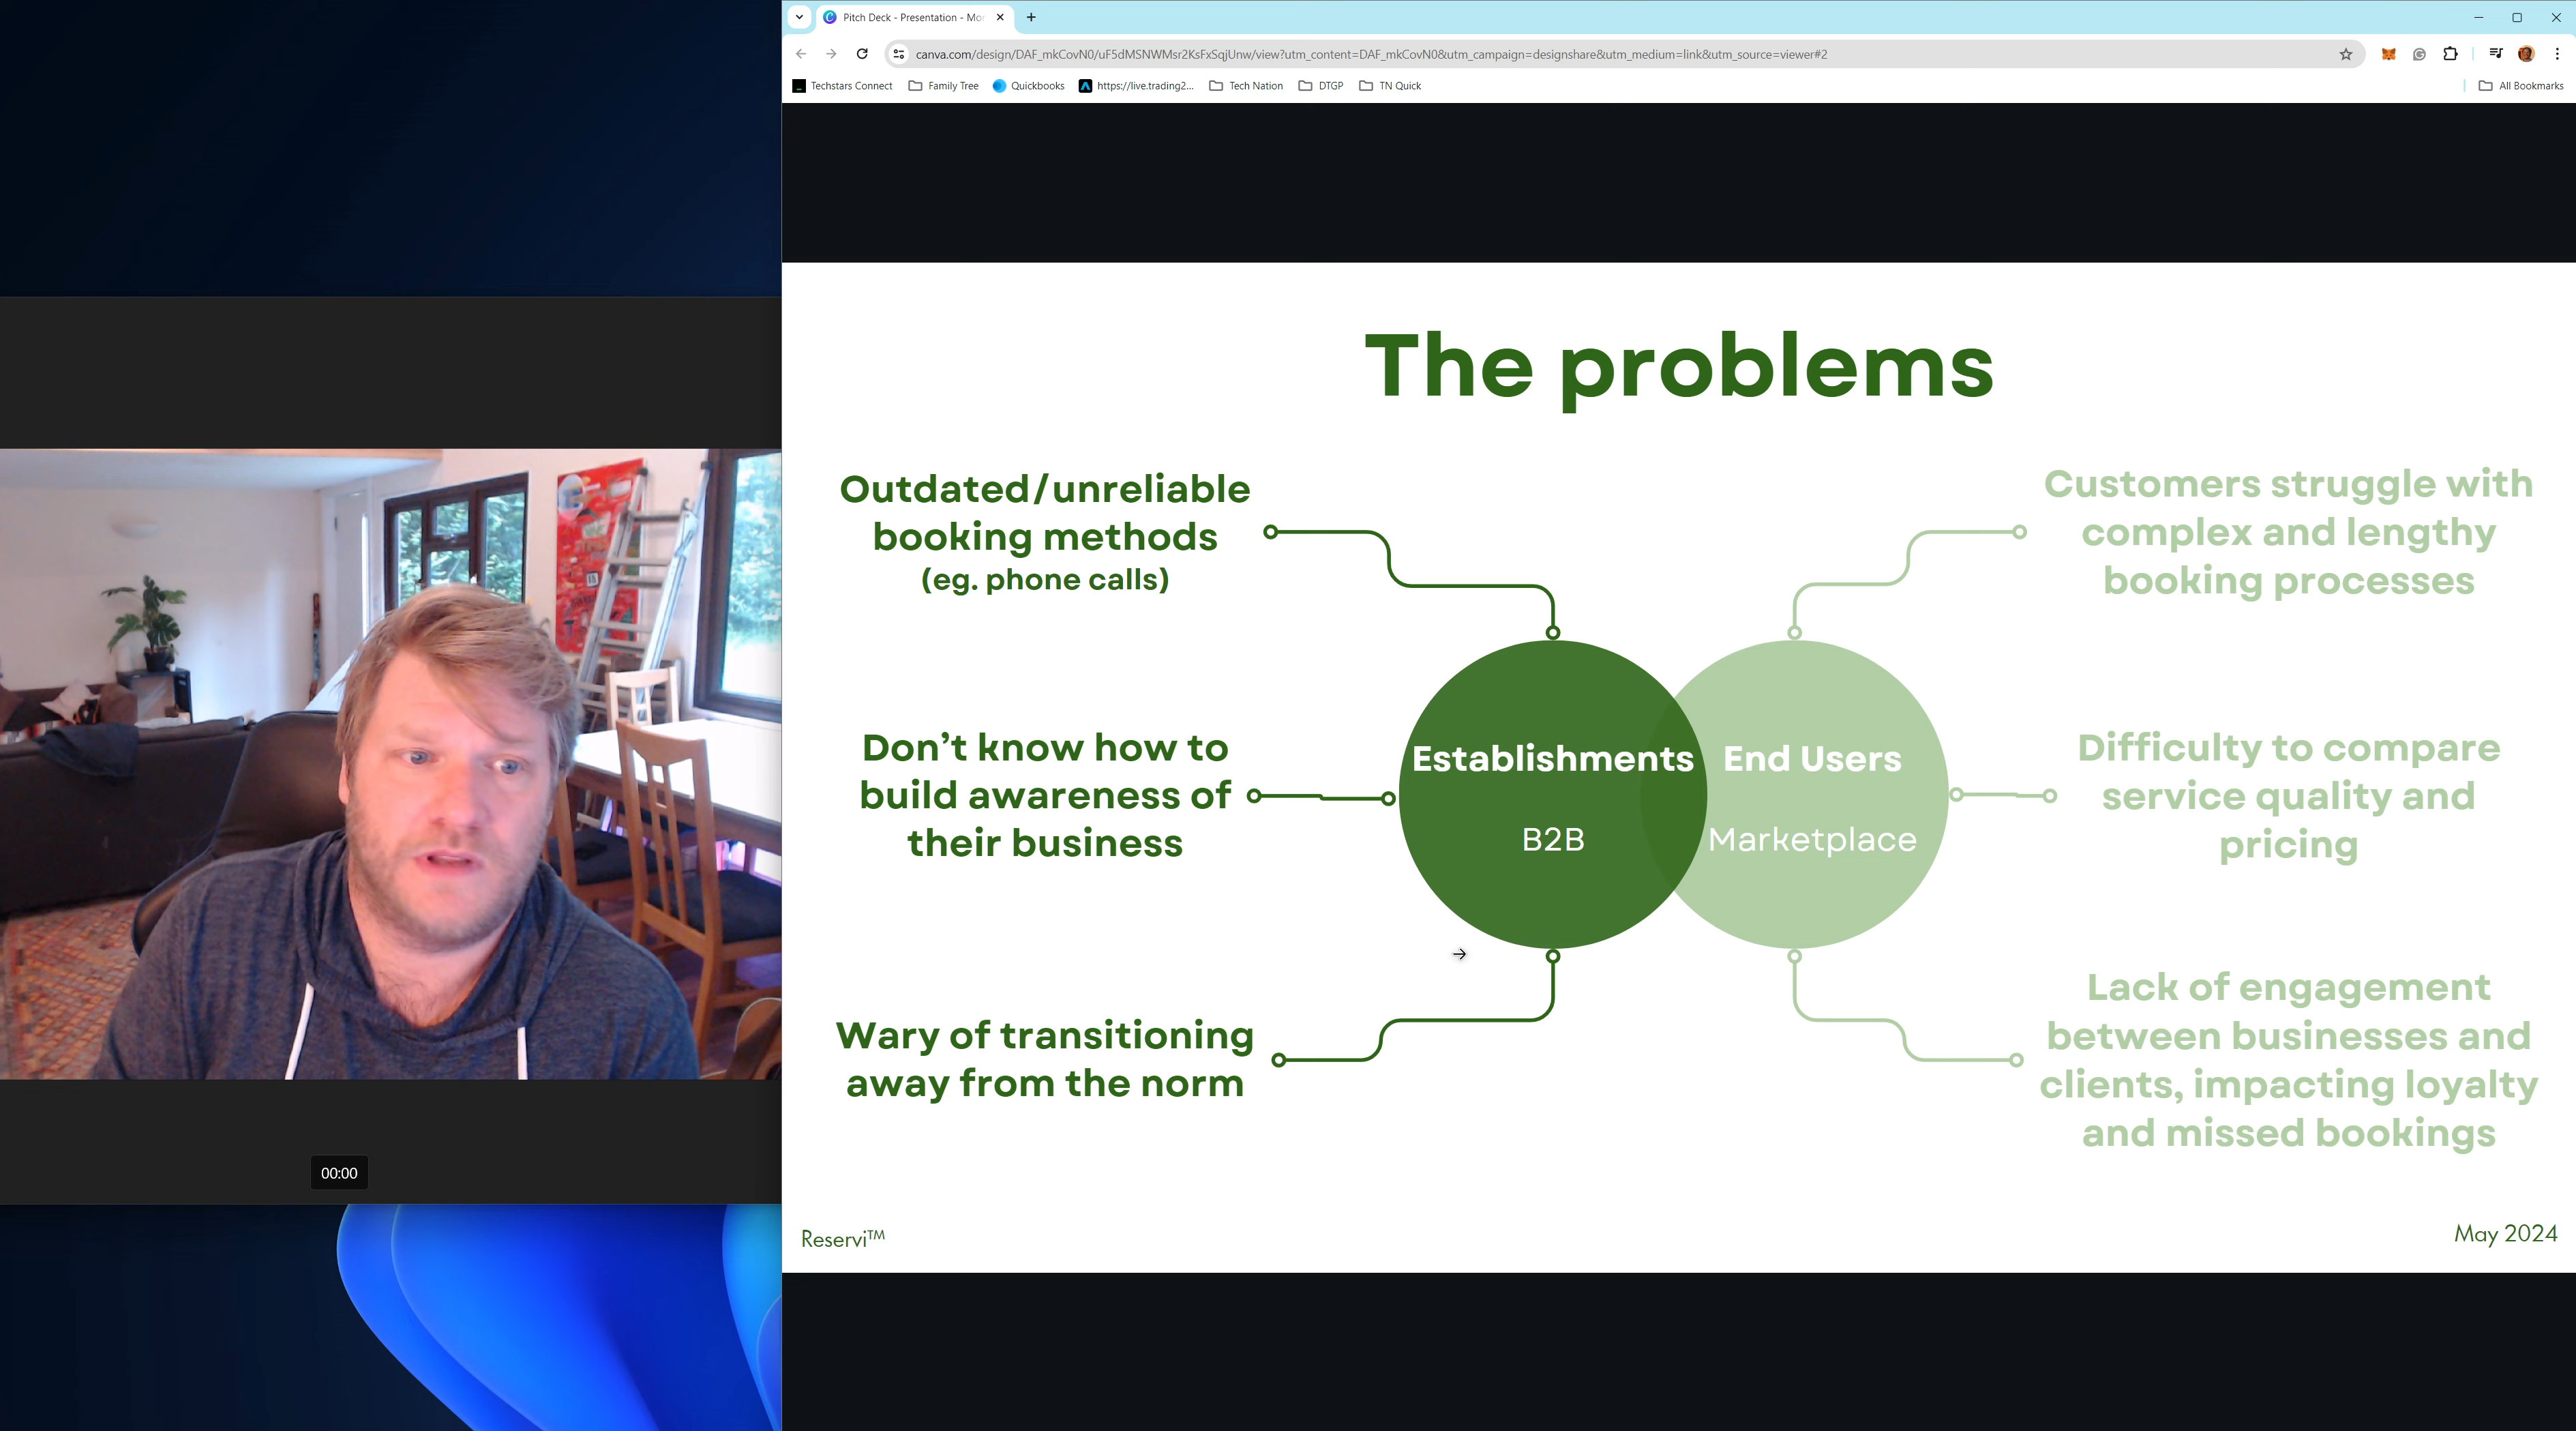 Pitch Deck - Presentation - Mor
canva.com/design/DAF_mkCovN0/uF5dMSNWMsr2KsFxSqjUnw/view?utm_content=DAF_mkCovN0&utm_campaign=designshare&utm_medium=link&utm_source=viewer#2
Techstars Connect
Family Tree
Quickbooks
https://live.trading2...
Tech Nation
DTGP
TN Quick
All Bookmarks
The problems
Outdated/unreliable
booking methods
(eg. phone calls)
Don’t know how to
build awareness of
their business
Wary of transitioning
away from the norm
Establishments
B2B
End Users
Marketplace
Customers struggle with
complex and lengthy
booking processes
Difficulty to compare
service quality and
pricing
Lack of engagement
between businesses and
clients, impacting loyalty
and missed bookings
00:00
Reservi™
May 2024